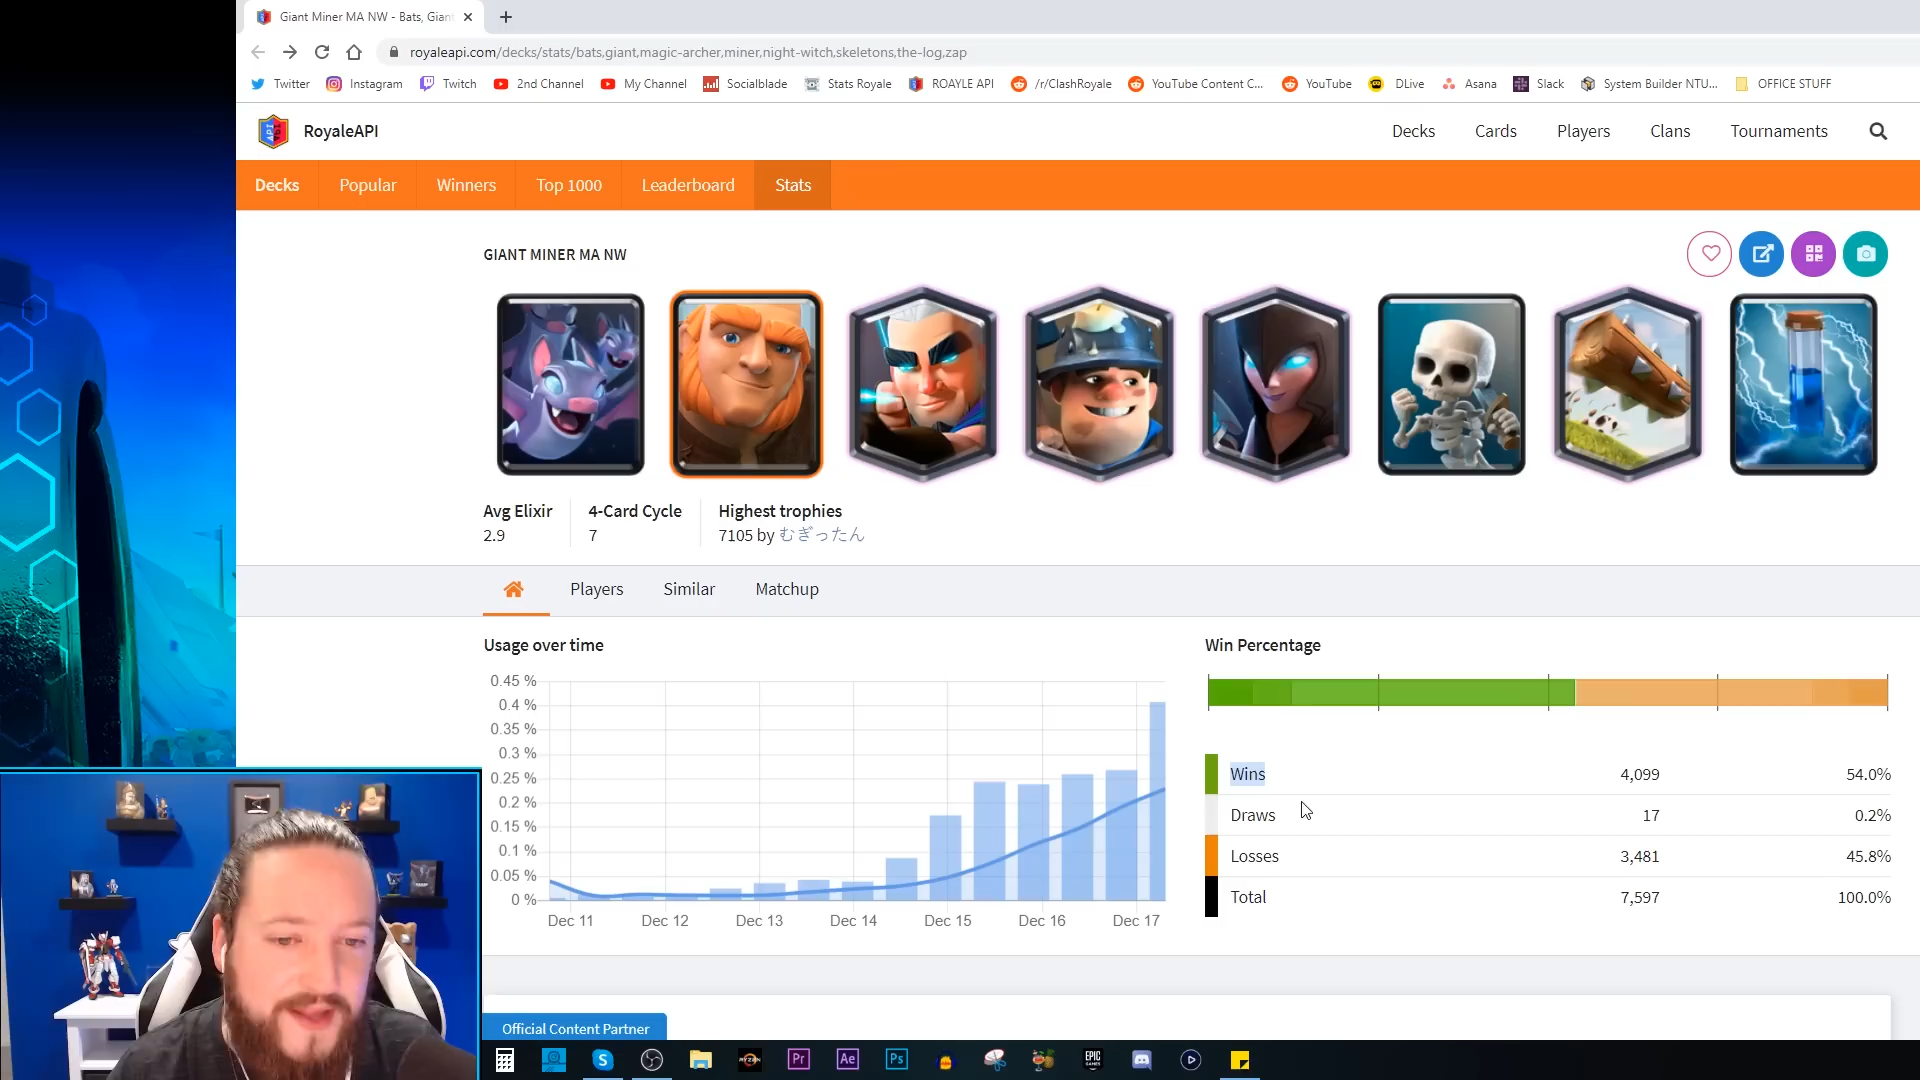 Giant Miner MA NW - Bats, Giant
royaleapi.com/decks/stats/bats,giant,magic-archer,miner,night-witch,skeletons,the-log,zap
Twitter Instagram Twitch 2nd Channel My Channel Socialblade Stats Royale ROAYLE API /r/ClashRoyale YouTube Content C... YouTube DLive Asana Slack System Builder NTU... OFFICE STUFF
RoyaleAPI Decks Cards Players Clans Tournaments
Decks Popular Winners Top 1000 Leaderboard Stats
GIANT MINER MA NW
Avg Elixir 4-Card Cycle Highest trophies
2.9 7 7105 by むぎったん
Players Similar Matchup
Usage over time
0.45 %
0.4 %
0.35 %
0.3 %
0.25 %
0.2 %
0.15 %
0.1 %
0.05 %
0 %
Dec 11 Dec 12 Dec 13 Dec 14 Dec 15 Dec 16 Dec 17
Win Percentage
Wins 4,099 54.0%
Draws 17 0.2%
Losses 3,481 45.8%
Total 7,597 100.0%
Official Content Partner
RYZEN Pr Ae Ps EPIC GAMES